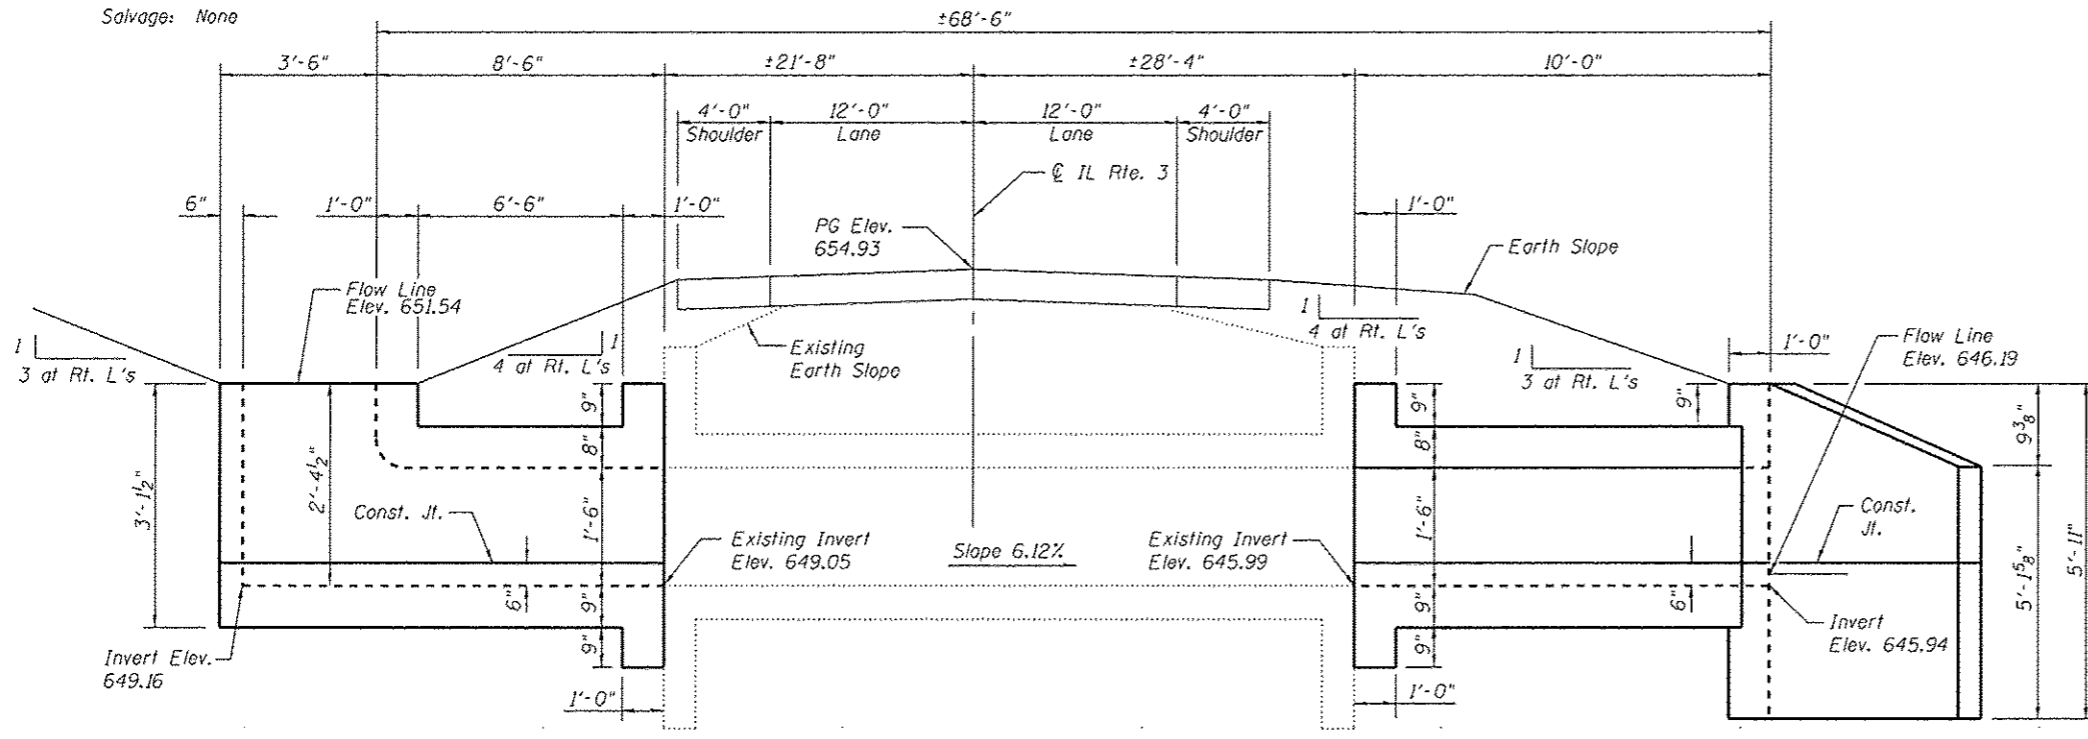 Salvage: None
±68'-6"
3'-6"
8'-6"
±21'-8"
±28'-4"
10'-0"
4'-0"
Shoulder
12'-0"
Lane
12'-0"
Lane
4'-0"
Shoulder
℄ IL Rte. 3
6"
1'-0"
6'-6"
1'-0"
1'-0"
PG Elev.
654.93
Earth Slope
Flow Line
Elev. 651.54
1
3 at Rt. L's
1
4 at Rt. L's
Existing
Earth Slope
1
4 at Rt. L's
1
3 at Rt. L's
Flow Line
Elev. 646.19
1'-0"
3'-1½"
2'-4½"
9"
8"
1'-6"
9"
9"
6"
Const. Jt.
Existing Invert
Elev. 649.05
Slope 6.12%
Existing Invert
Elev. 645.99
9"
8"
1'-6"
9"
9"
9"
6"
Const.
Jt.
9⅜"
5'-1⅝"
5'-11"
Invert Elev.
649.16
Invert
Elev. 645.94
1'-0"
1'-0"